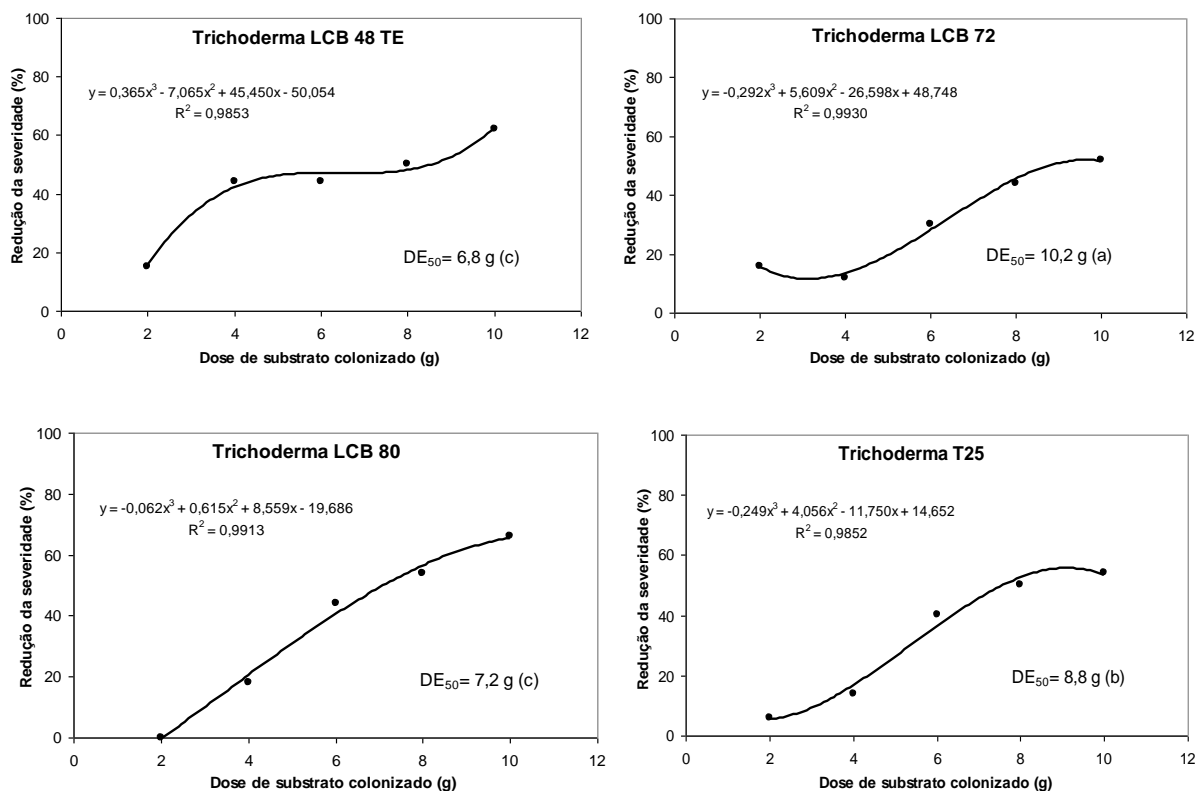 Trichoderma LCB 48 TE
y = 0,365x³ - 7,065x² + 45,450x - 50,054
R² = 0,9853
DE₅₀= 6,8 g (c)
Redução da severidade (%)
100
80
60
40
20
0
0 2 4 6 8 10 12
Dose de substrato colonizado (g)
Trichoderma LCB 72
y = -0,292x³ + 5,609x² - 26,598x + 48,748
R² = 0,9930
DE₅₀= 10,2 g (a)
Redução da severidade (%)
100
80
60
40
20
0
0 2 4 6 8 10 12
Dose de substrato colonizado (g)
Trichoderma LCB 80
y = -0,062x³ + 0,615x² + 8,559x - 19,686
R² = 0,9913
DE₅₀= 7,2 g (c)
Redução da severidade (%)
100
80
60
40
20
0
0 2 4 6 8 10 12
Dose de substrato colonizado (g)
Trichoderma T25
y = -0,249x³ + 4,056x² - 11,750x + 14,652
R² = 0,9852
DE₅₀= 8,8 g (b)
Redução da severidade (%)
100
80
60
40
20
0
0 2 4 6 8 10 12
Dose de substrato colonizado (g)